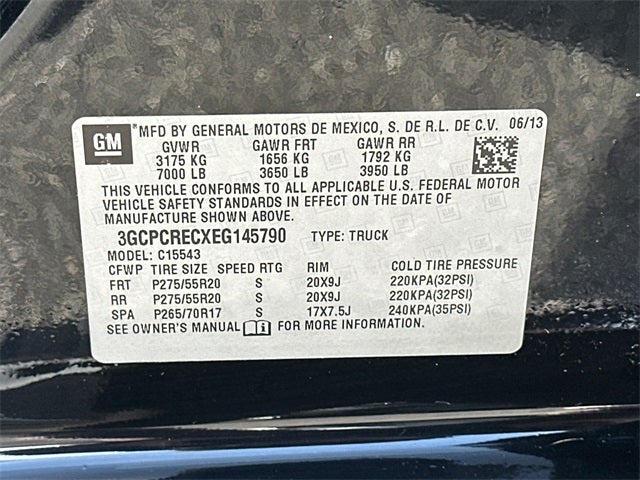 GM *MFD BY GENERAL MOTORS DE MEXICO, S. DE R.L. DE C.V. 06/13
GVWR GAWR FRT GAWR RR
3175 KG 1656 KG 1792 KG
7000 LB 3650 LB 3950 LB
THIS VEHICLE CONFORMS TO ALL APPLICABLE U.S. FEDERAL MOTOR
VEHICLE SAFETY STANDARDS IN EFFECT ON THE DATE OF
MANUFACTURE SHOWN ABOVE.
3GCPCRECXEG145790 TYPE: TRUCK
MODEL: C15543
CFWP TIRE SIZE SPEED RTG RIM COLD TIRE PRESSURE
FRT P275/55R20 S 20X9J 220KPA(32PSI)
RR P275/55R20 S 20X9J 220KPA(32PSI)
SPA P265/70R17 S 17X7.5J 240KPA(35PSI)
SEE OWNER'S MANUAL i FOR MORE INFORMATION.